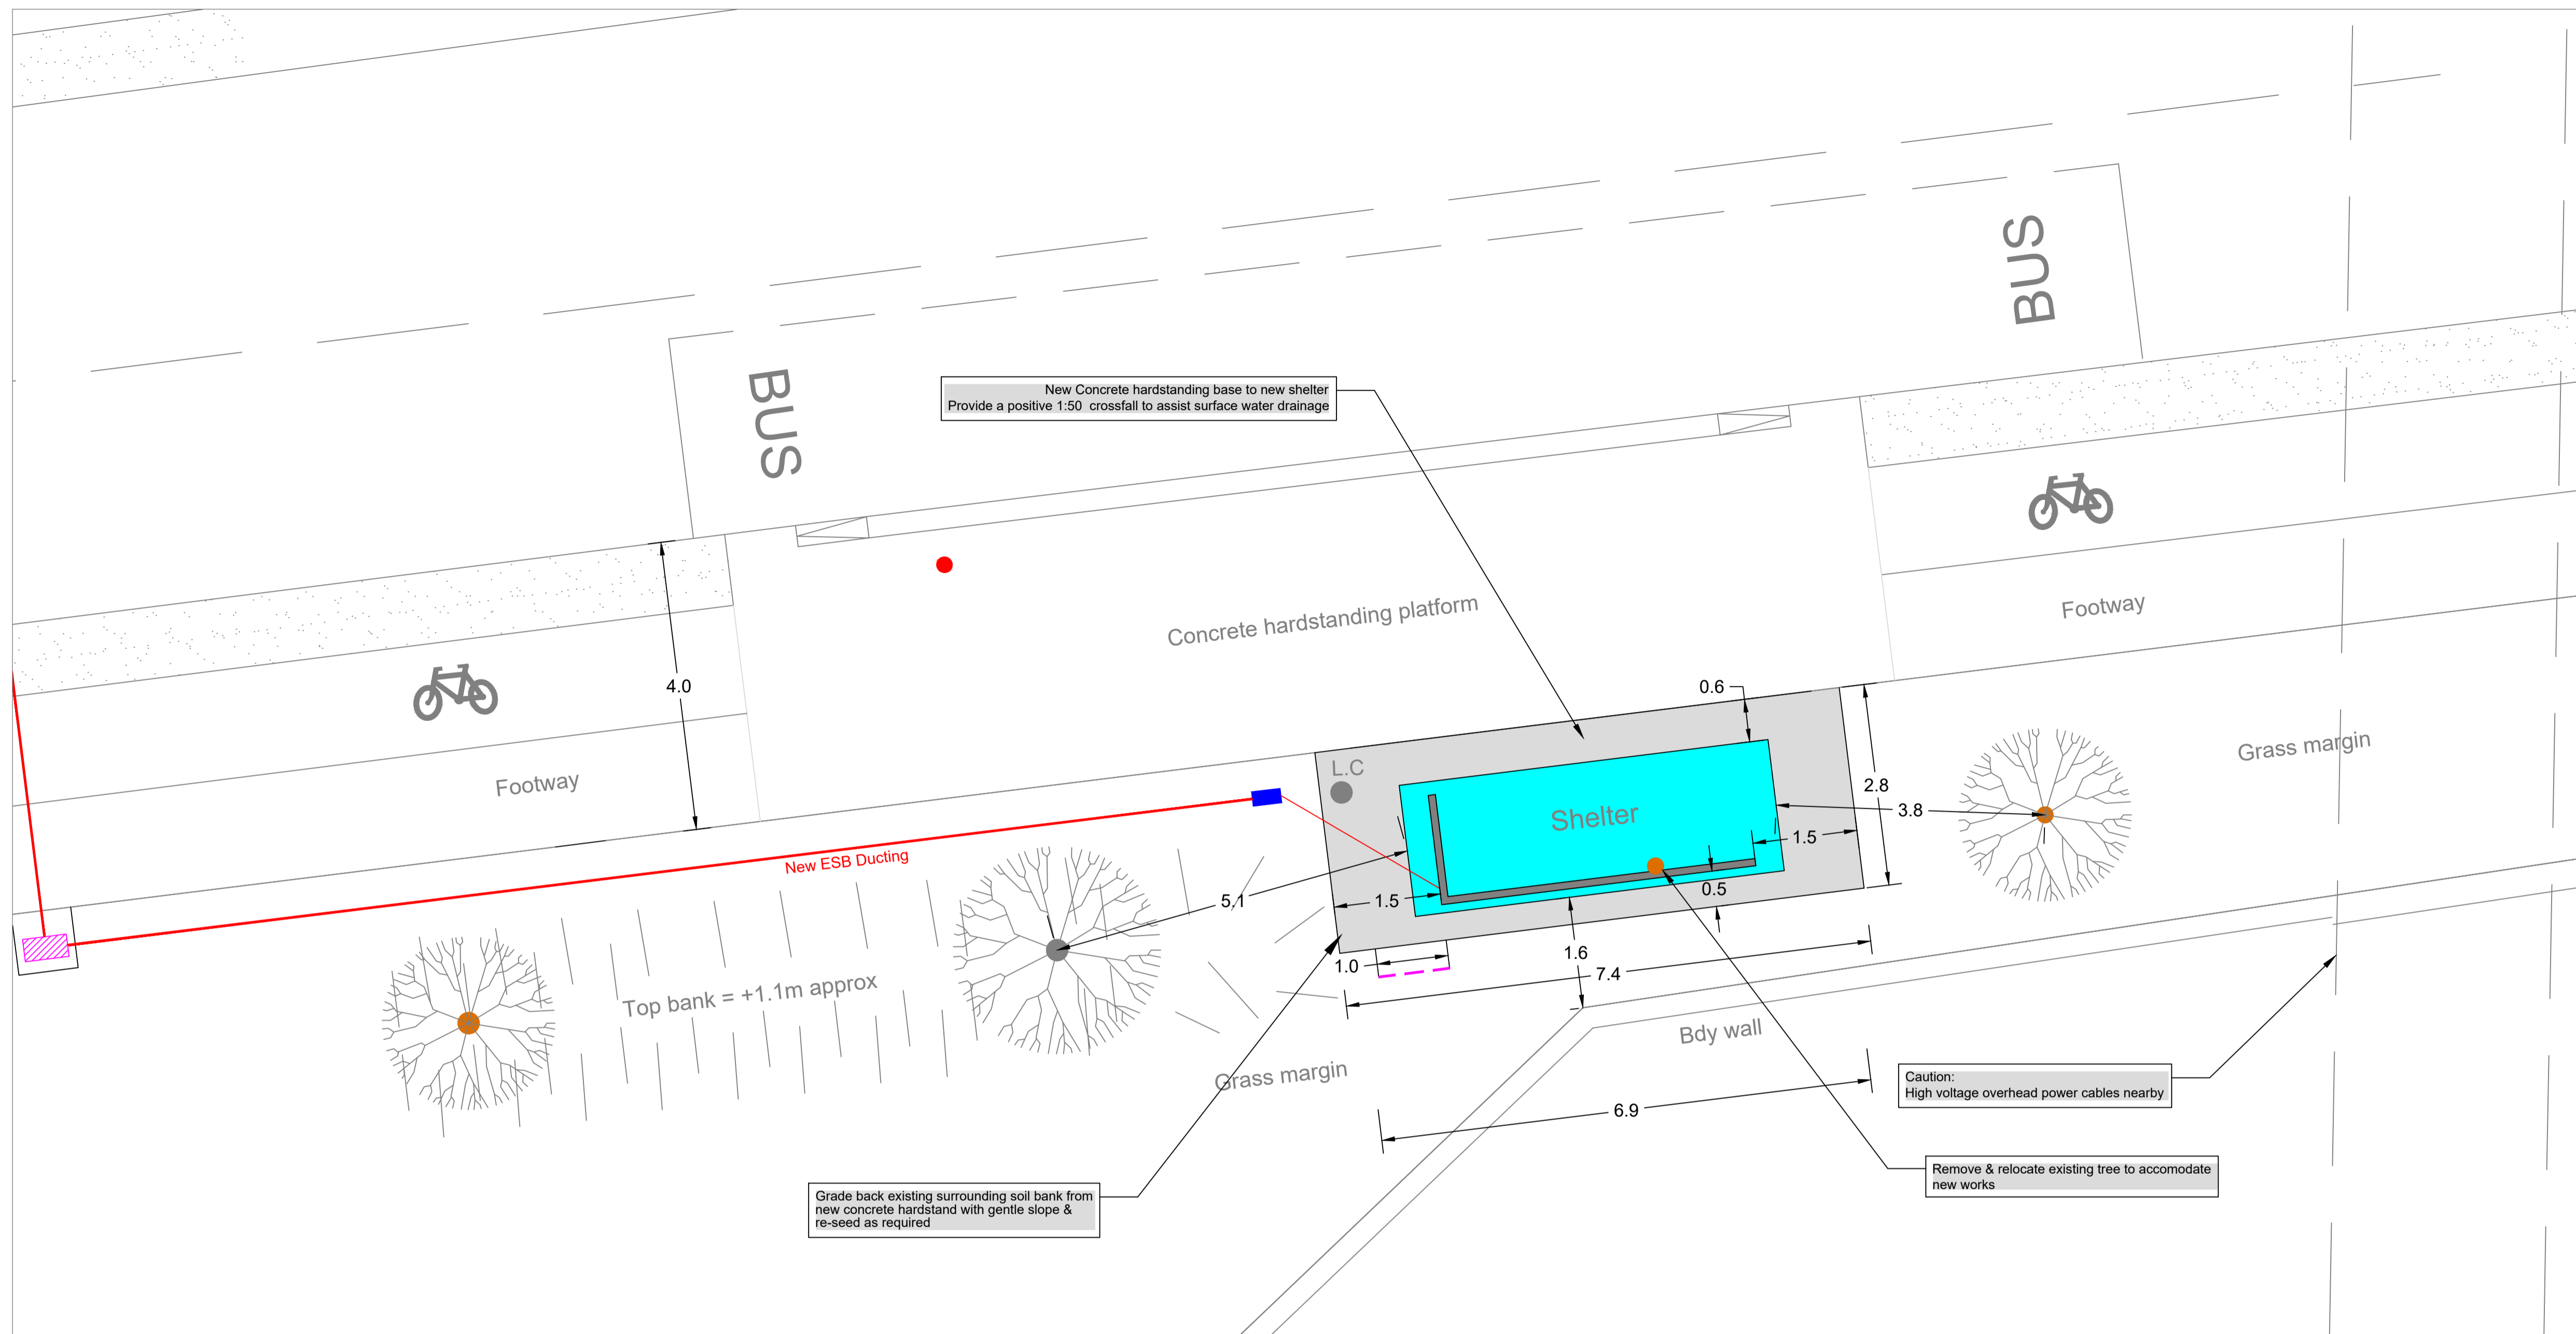 BUS
BUS
New Concrete hardstanding base to new shelter
Provide a positive 1:50 crossfall to assist surface water drainage
Concrete hardstanding platform
Footway
4.0
0.6
Grass margin
Footway
L.C
2.8
3.8
Shelter
1.5
New ESB Ducting
0.5
5.1
1.5
1.6
1.0
7.4
Top bank = +1.1m approx
Bdy wall
Grass margin
6.9
Caution:
High voltage overhead power cables nearby
Remove & relocate existing tree to accomodate
new works
Grade back existing surrounding soil bank from
new concrete hardstand with gentle slope &
re-seed as required